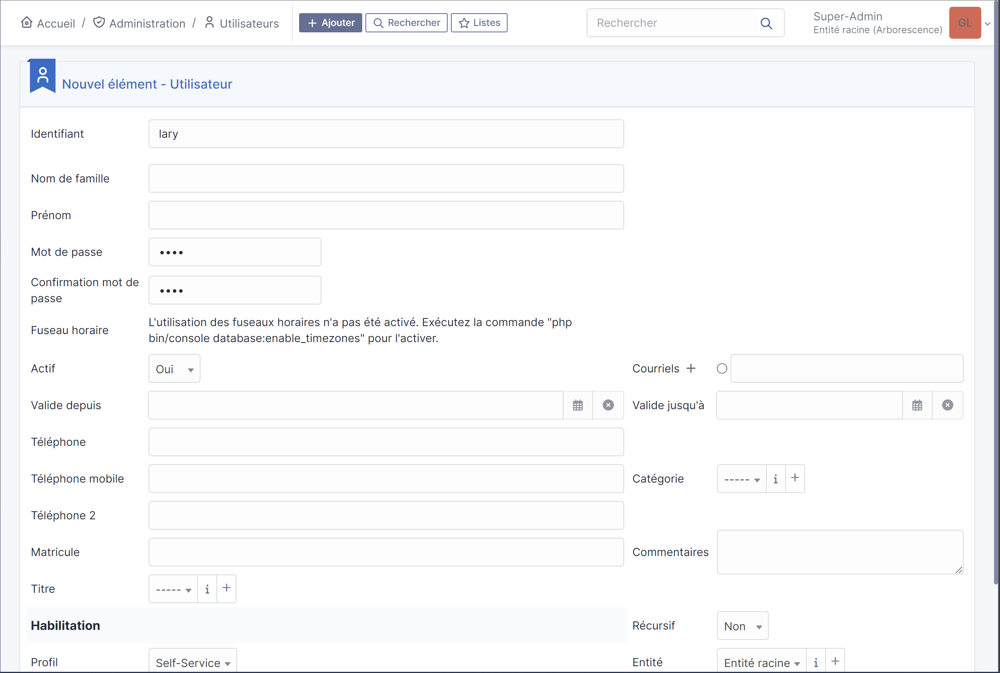 Accueil / Administration / Utilisateurs
Ajouter
Rechercher
Listes
Rechercher
Super-Admin
Entité racine (Arborescence)
GL
Nouvel élément - Utilisateur
Identifiant lary
Nom de famille
Prénom
Mot de passe ••••
Confirmation mot de
passe ••••
Fuseau horaire
L'utilisation des fuseaux horaires n'a pas été activé. Exécutez la commande "php
bin/console database:enable_timezones" pour l'activer.
Actif Oui
Courriels +
Valide depuis
Valide jusqu'à
Téléphone
Téléphone mobile
Catégorie ----- i +
Téléphone 2
Matricule
Commentaires
Titre ----- i +
Habilitation
Récursif Non
Profil Self-Service
Entité Entité racine i +